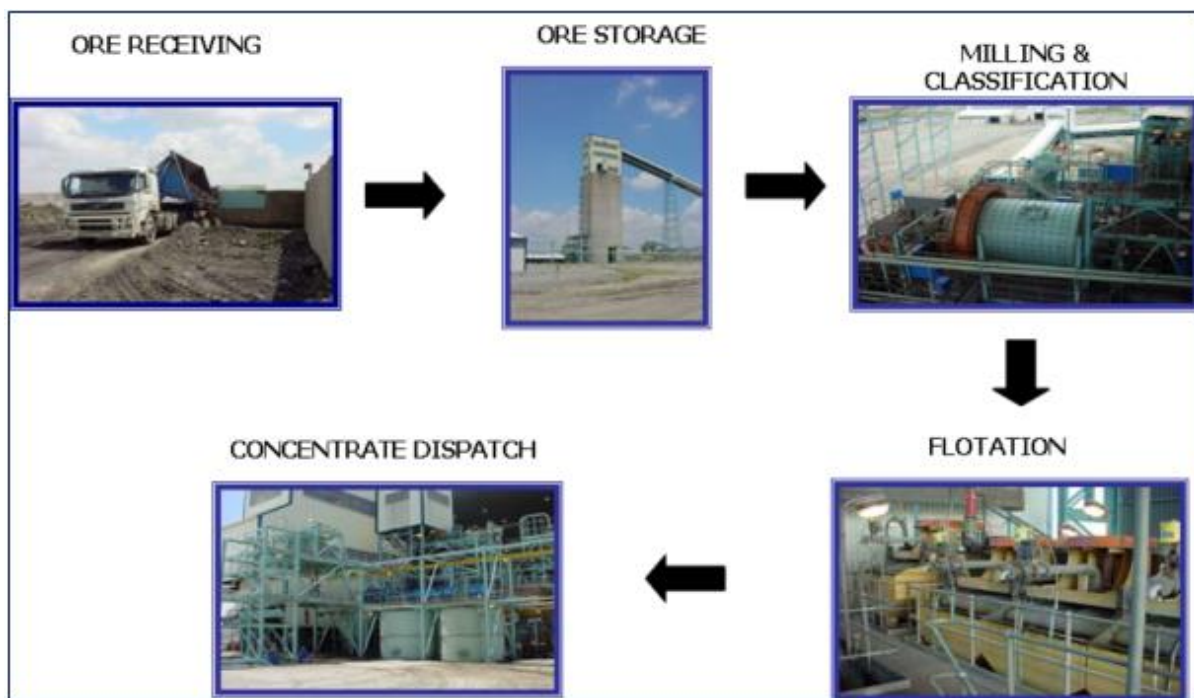 ORE RECEIVING
ORE STORAGE
MILLING &
CLASSIFICATION
CONCENTRATE DISPATCH
FLOTATION